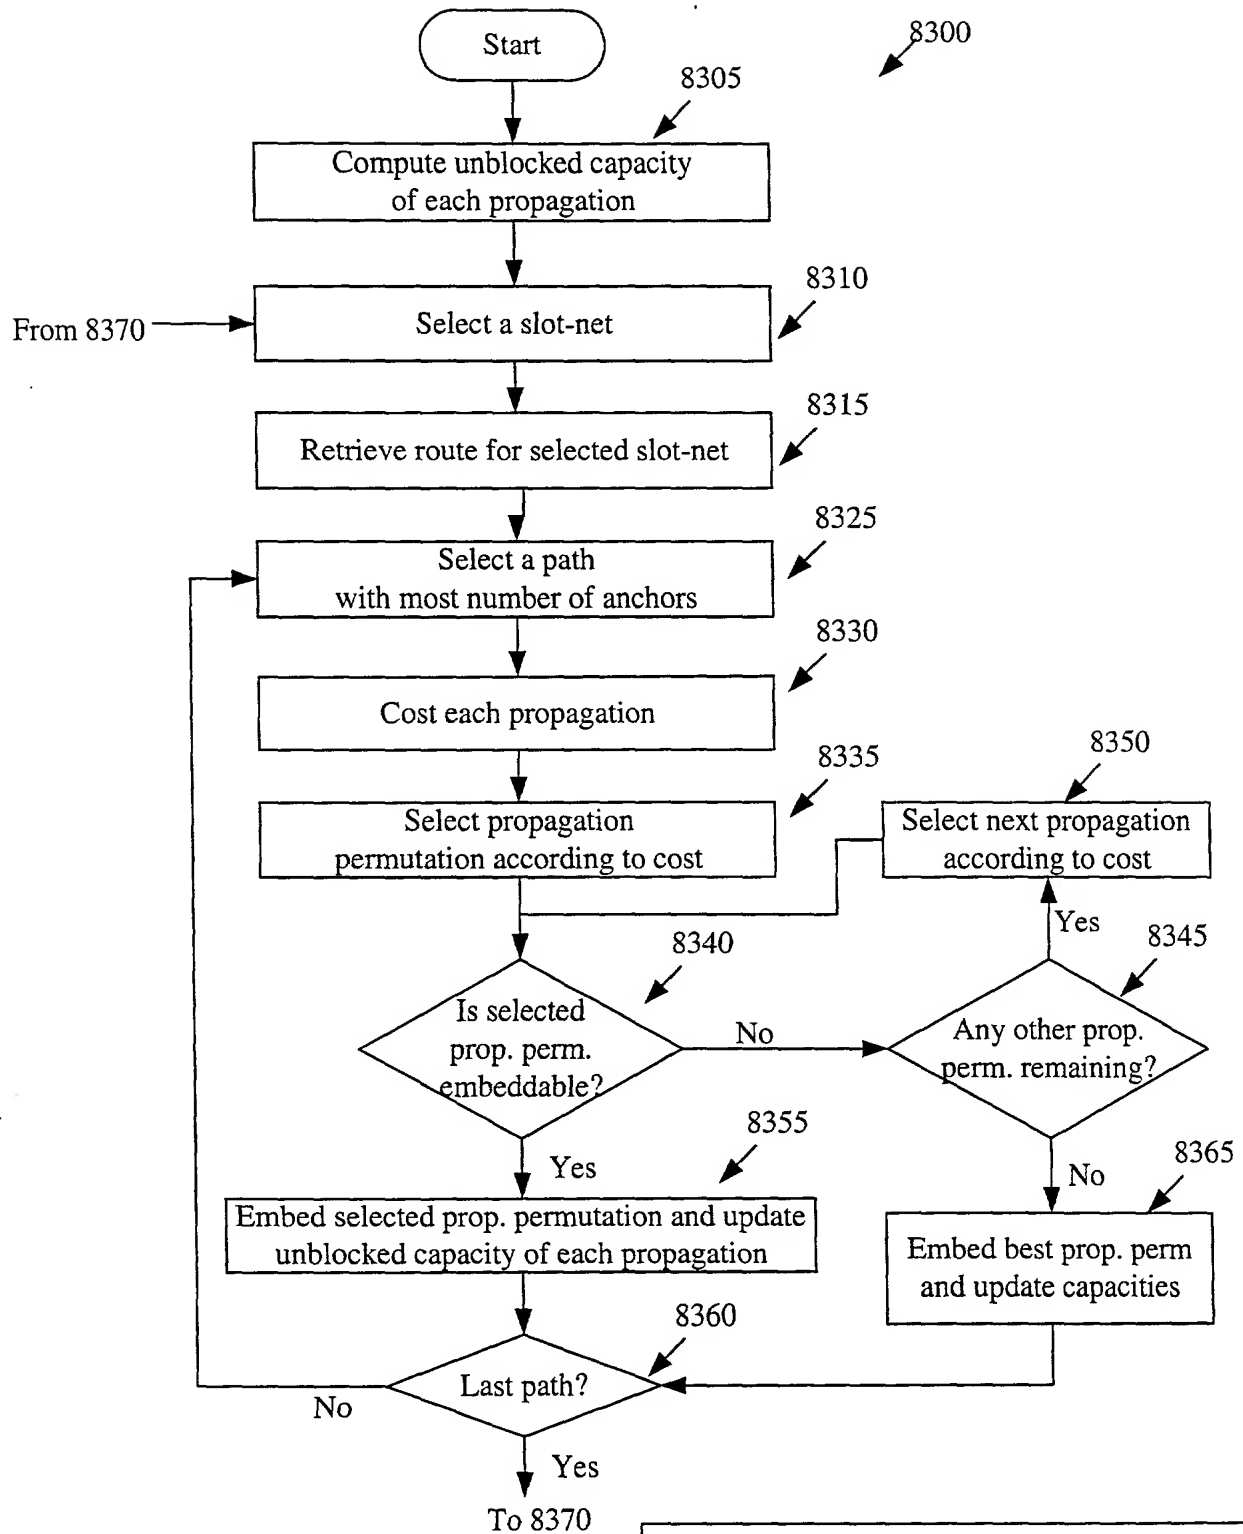 Start
8300
8305
Compute unblocked capacity
of each propagation
8310
From 8370
Select a slot-net
8315
Retrieve route for selected slot-net
8325
Select a path
with most number of anchors
8330
Cost each propagation
8335
8350
Select propagation
permutation according to cost
Select next propagation
according to cost
Yes
8340
8345
Is selected
prop. perm.
embeddable?
No
Any other prop.
perm. remaining?
8355
Yes
No
8365
Embed selected prop. permutation and update
unblocked capacity of each propagation
Embed best prop. perm
and update capacities
8360
Last path?
No
Yes
To 8370